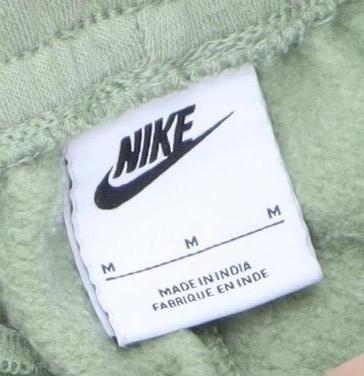 NIKE
M M M
MADE IN INDIA
FABRIQUE EN INDE